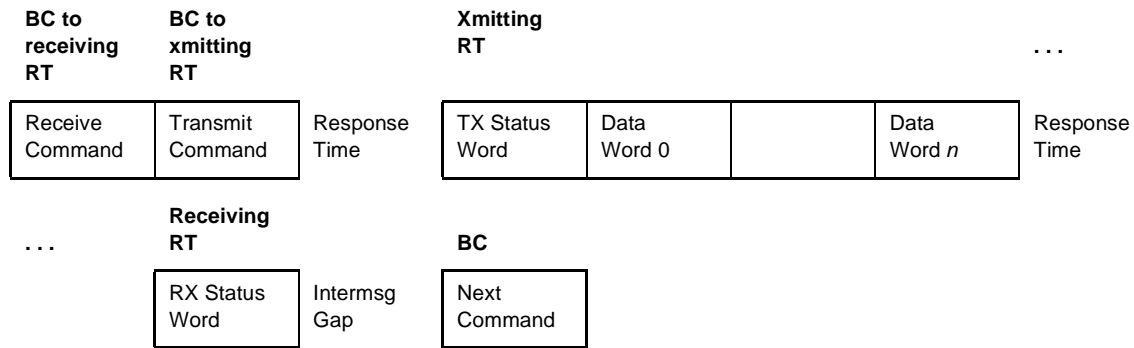 BC to BC to Xmitting
receiving xmitting RT . . .
RT RT
Receive Transmit Response TX Status Data Data Response
Command Command Time Word Word 0 Word n Time
Receiving
. . . RT BC
RX Status Intermsg Next
Word Gap Command